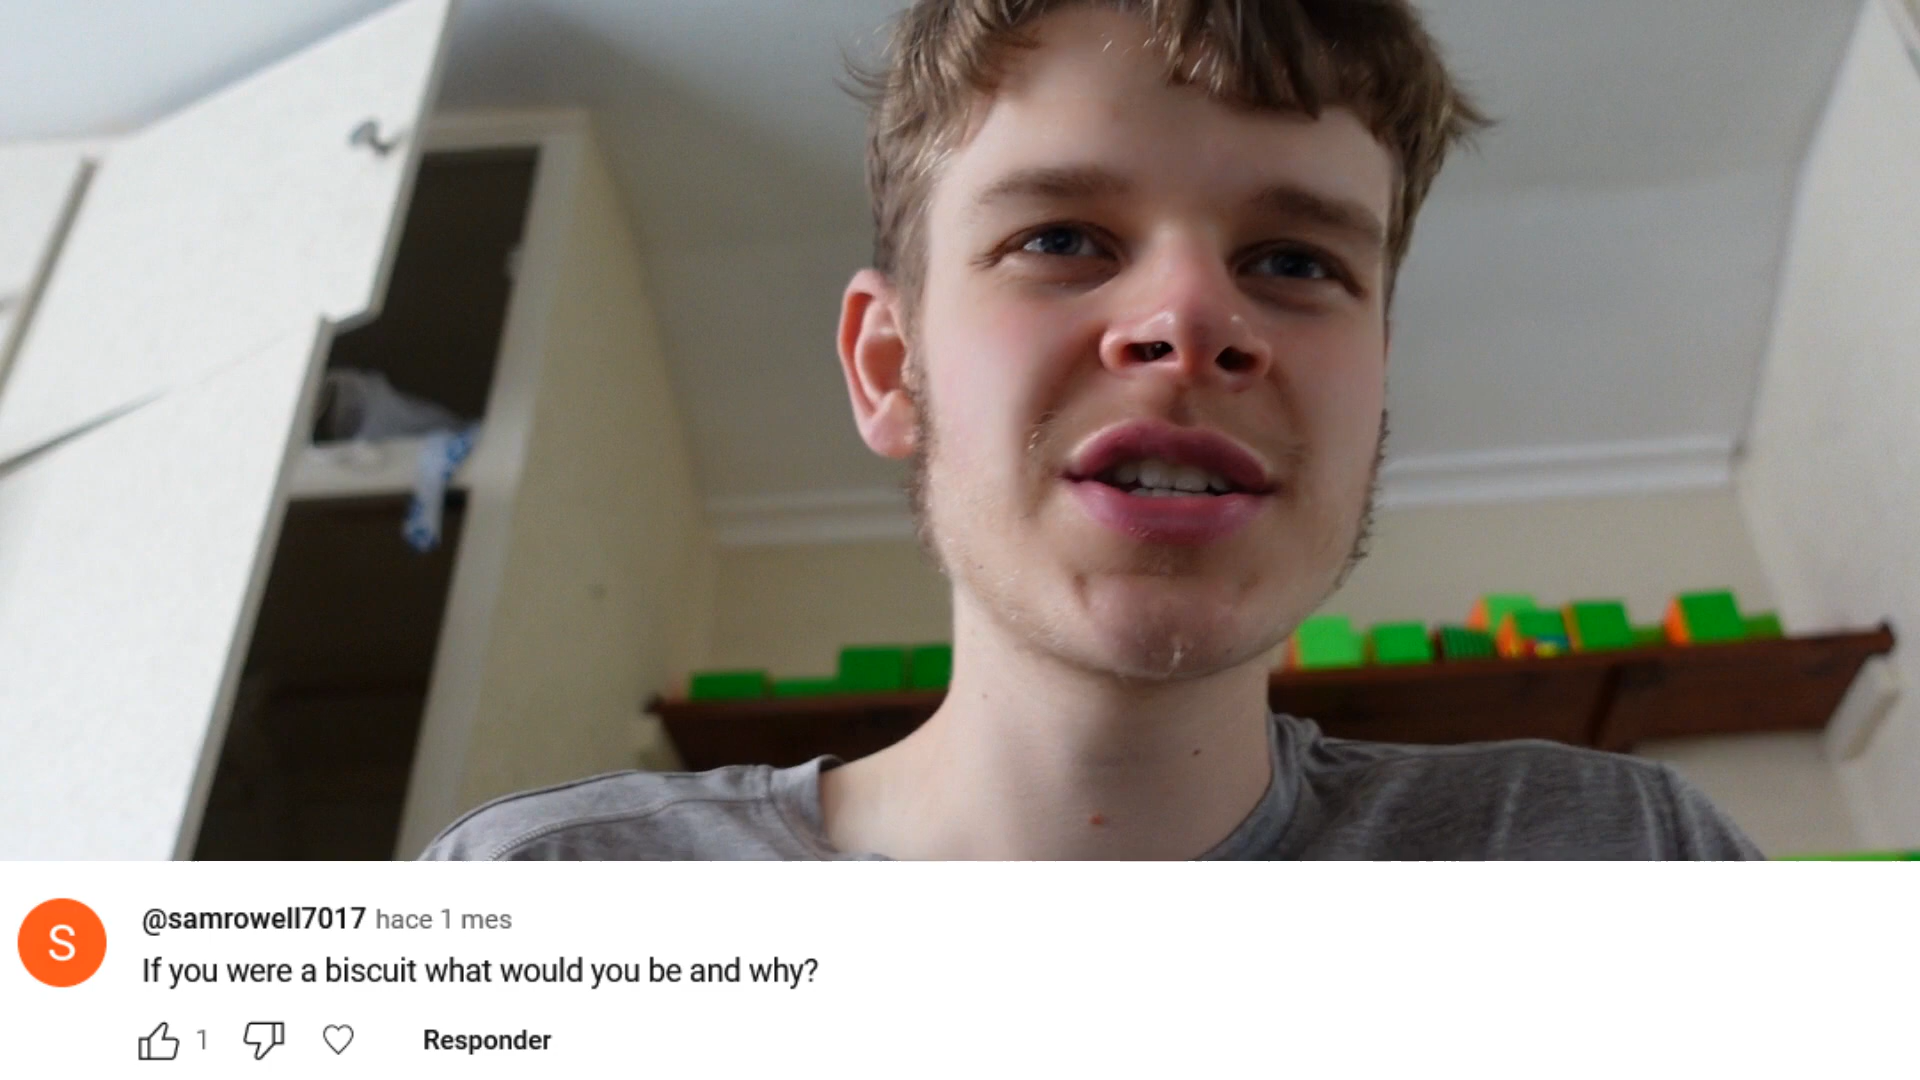 S
@samrowell7017 hace 1 mes
If you were a biscuit what would you be and why?
1
Responder